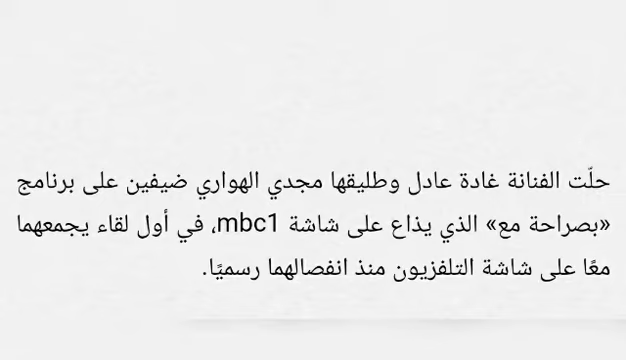 حلّت الفنانة غادة عادل وطليقها مجدي الهواري ضيفين على برنامج
«بصراحة مع» الذي يذاع على شاشة mbc1، في أول لقاء يجمعهما
معًا على شاشة التلفزيون منذ انفصالهما رسميًا.